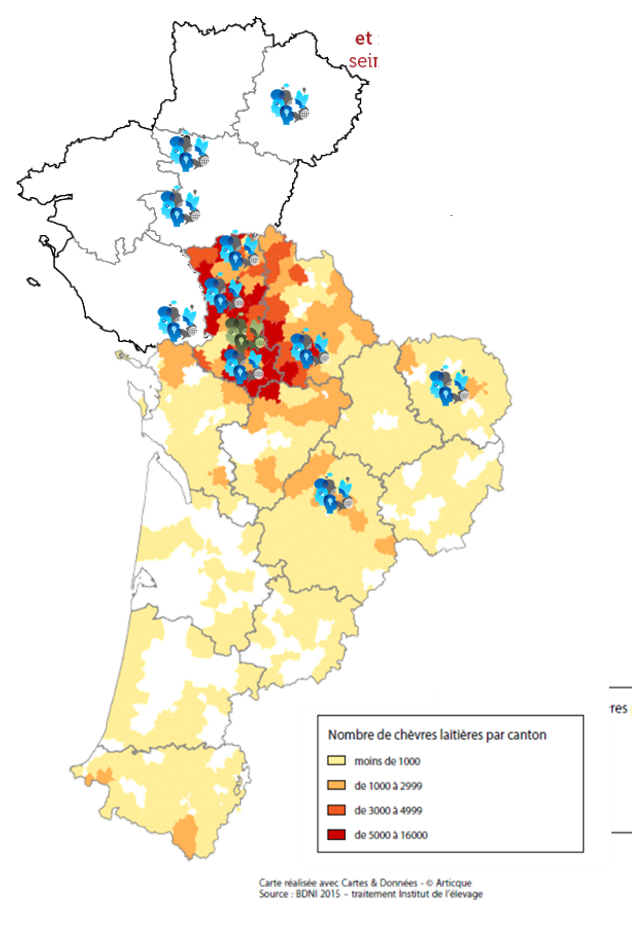 et :
sein
res
Nombre de chèvres laitières par canton
moins de 1000
de 1000 à 2999
de 3000 à 4999
de 5000 à 16000
Carte réalisée avec Cartes & Données - © Articque
Source : BDNI 2015 – traitement Institut de l'élevage